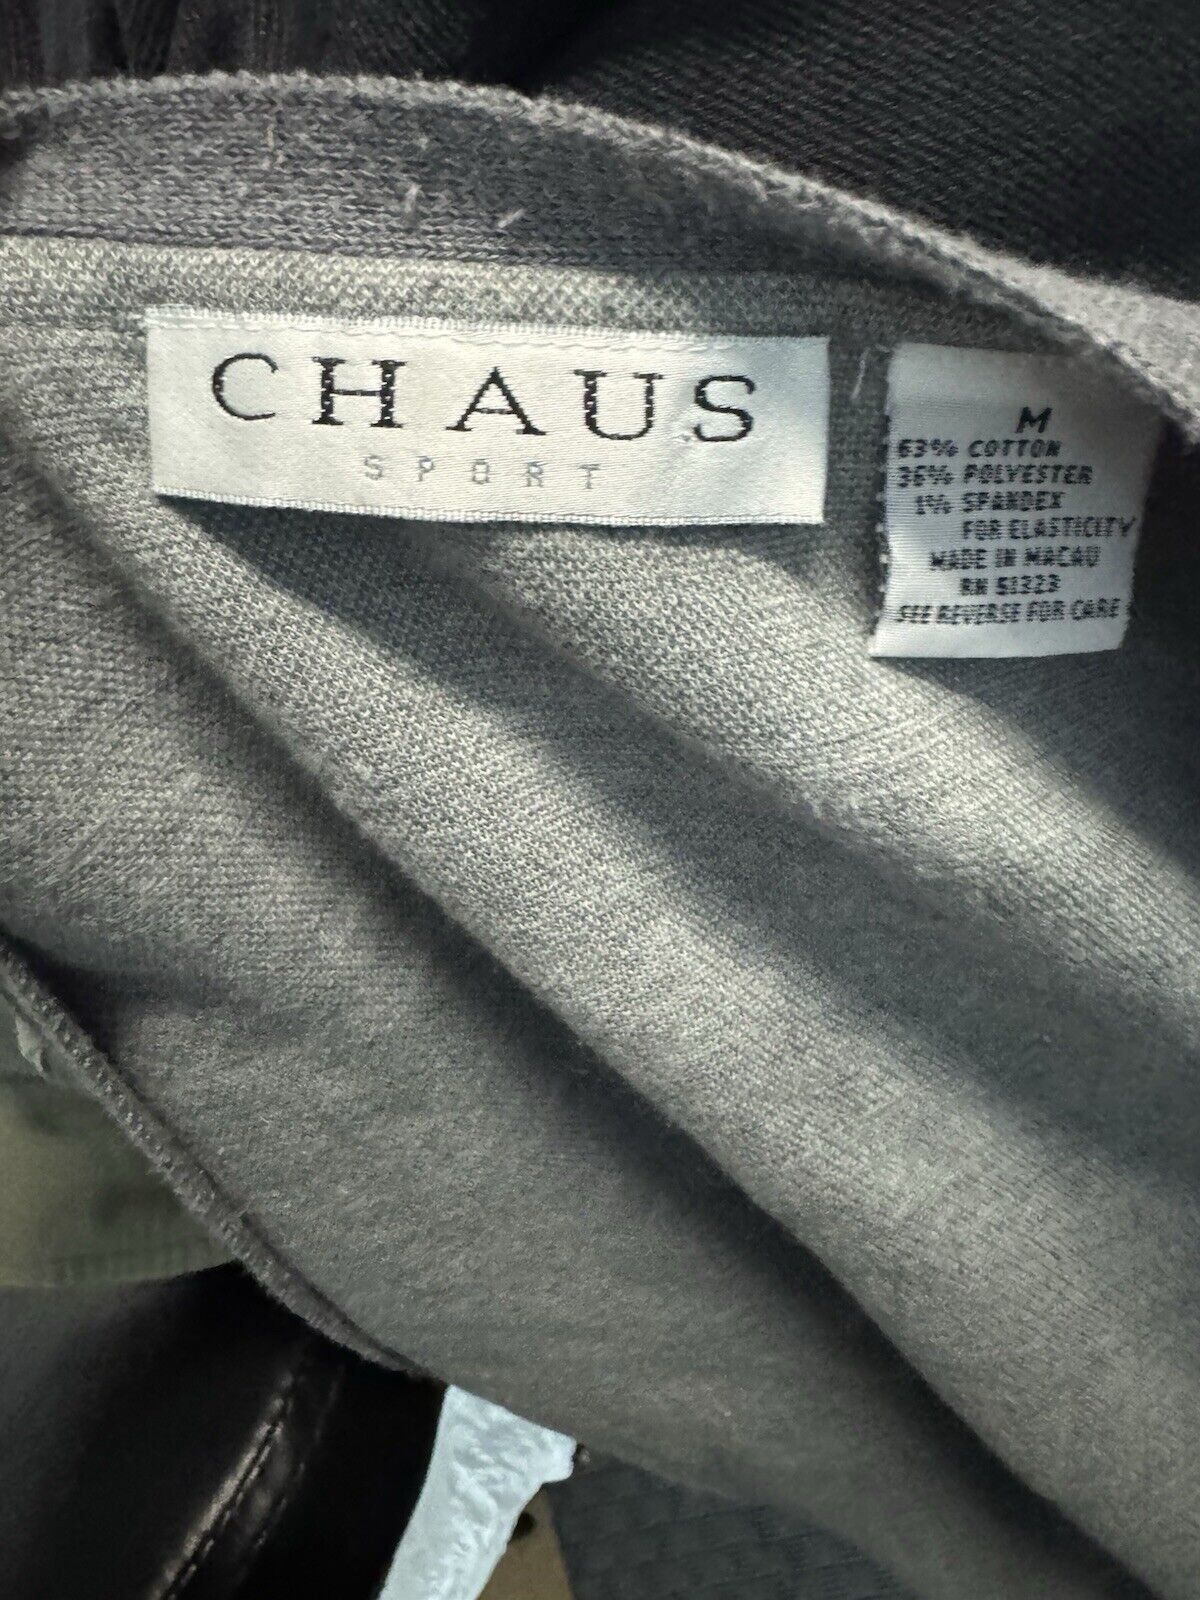 CHAUS
SPORT
M
63% COTTON
36% POLYESTER
1% SPANDEX
FOR ELASTICITY
MADE IN MACAU
RN 51323
SEE REVERSE FOR CARE